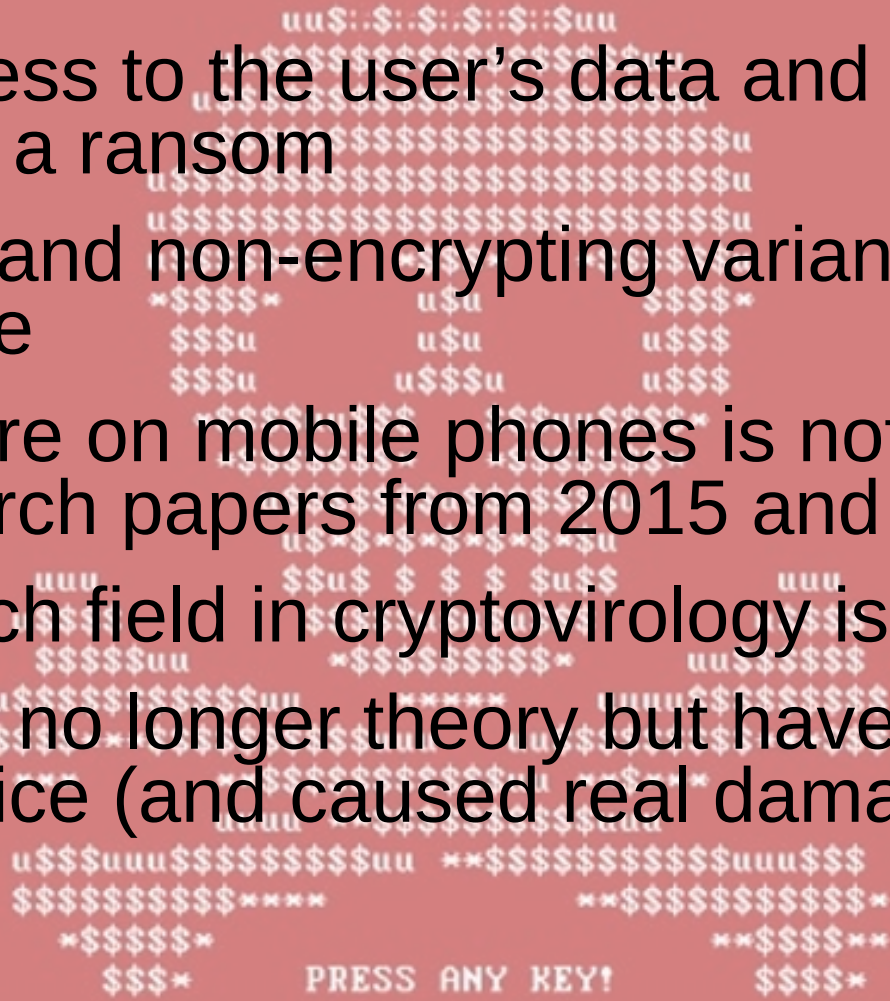 ess to the user’s data and
a ransom
and non-encrypting varian
e
re on mobile phones is not
rch papers from 2015 and
ch field in cryptovirology is
no longer theory but have
ice (and caused real dama
PRESS ANY KEY!